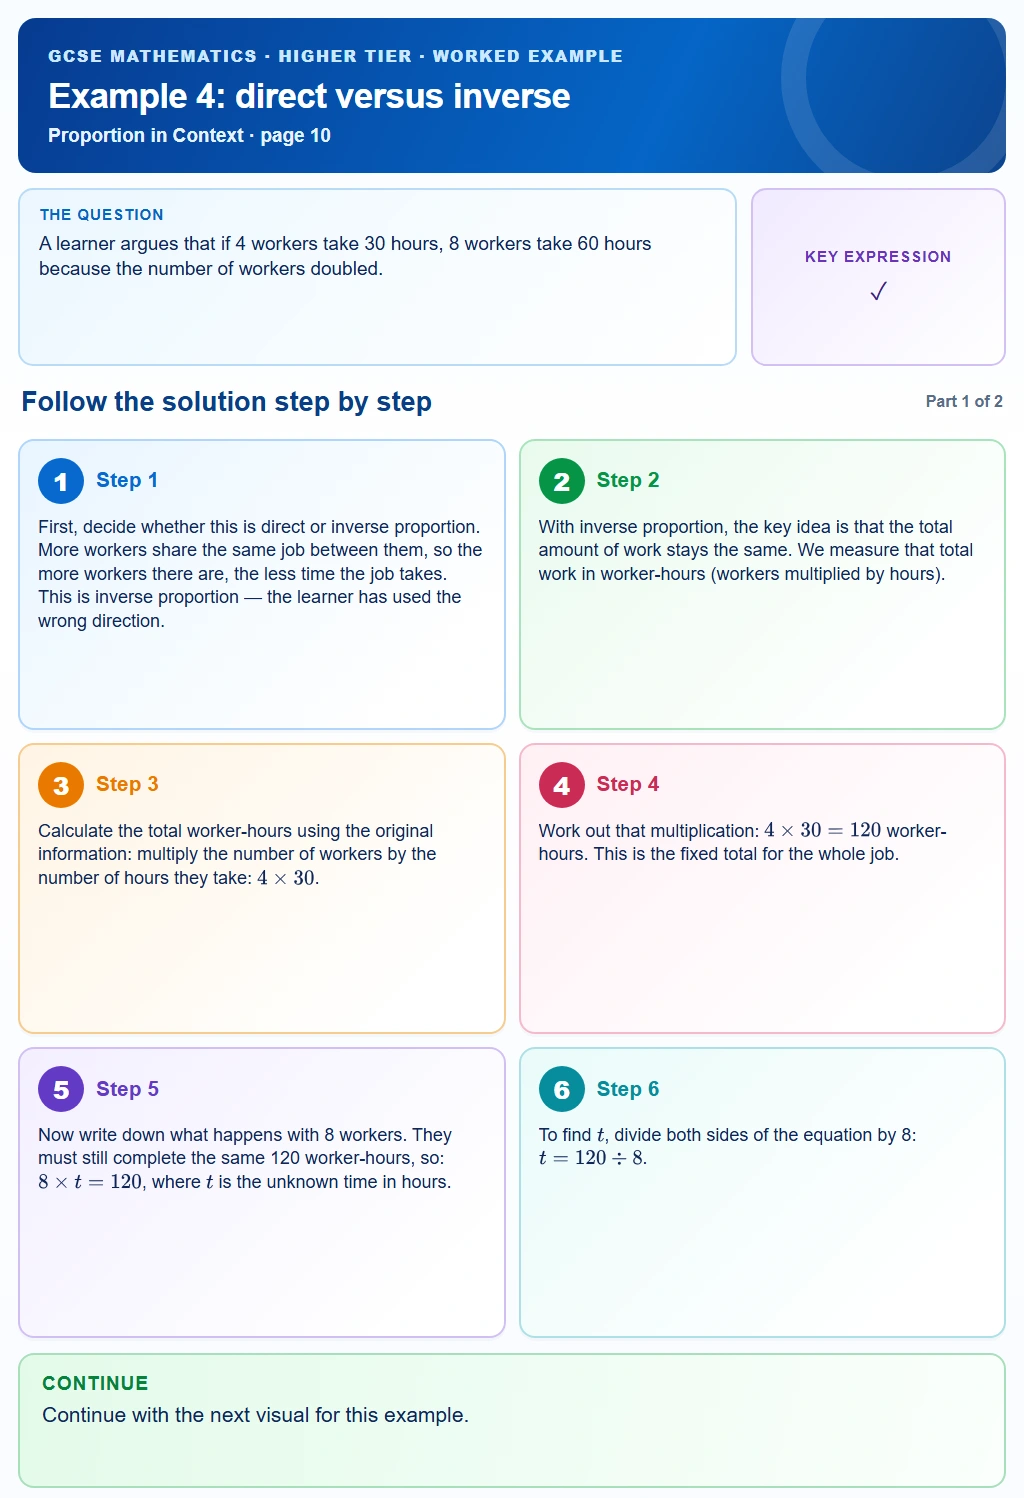 GCSE MATHEMATICS · HIGHER TIER · WORKED EXAMPLE
Example 4: direct versus inverse
Proportion in Context · page 10
THE QUESTION
A learner argues that if 4 workers take 30 hours, 8 workers take 60 hours
because the number of workers doubled.
KEY EXPRESSION
✓
Follow the solution step by step
Part 1 of 2
1 Step 1
First, decide whether this is direct or inverse proportion.
More workers share the same job between them, so the
more workers there are, the less time the job takes.
This is inverse proportion — the learner has used the
wrong direction.
2 Step 2
With inverse proportion, the key idea is that the total
amount of work stays the same. We measure that total
work in worker-hours (workers multiplied by hours).
3 Step 3
Calculate the total worker-hours using the original
information: multiply the number of workers by the
number of hours they take: 4 × 30.
4 Step 4
Work out that multiplication: 4 × 30 = 120 worker-
hours. This is the fixed total for the whole job.
5 Step 5
Now write down what happens with 8 workers. They
must still complete the same 120 worker-hours, so:
8 × t = 120, where t is the unknown time in hours.
6 Step 6
To find t, divide both sides of the equation by 8:
t = 120 ÷ 8.
CONTINUE
Continue with the next visual for this example.